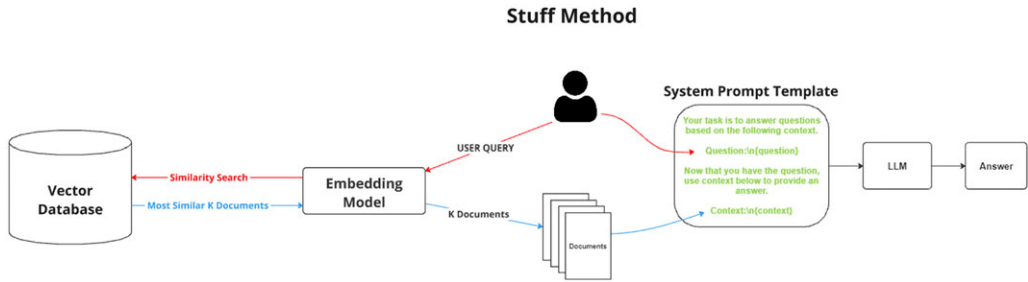 Stuff Method
System Prompt Template
Your task is to answer questions
based on the following context.
Question:\n{question}
Now that you have the question,
use context below to provide an
answer.
Context:\n{context}
USER QUERY
Similarity Search
Most Similar K Documents
Vector
Database
Embedding
Model
K Documents
Documents
LLM
Answer